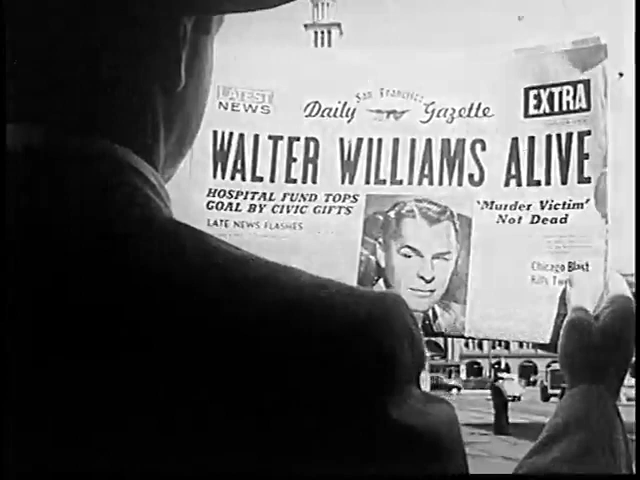 LATEST
NEWS
San Francisco
Daily Gazette
EXTRA
WALTER WILLIAMS ALIVE
HOSPITAL FUND TOPS
GOAL BY CIVIC GIFTS
LATE NEWS FLASHES
'Murder Victim'
Not Dead
Chicago Blast
Kills Two